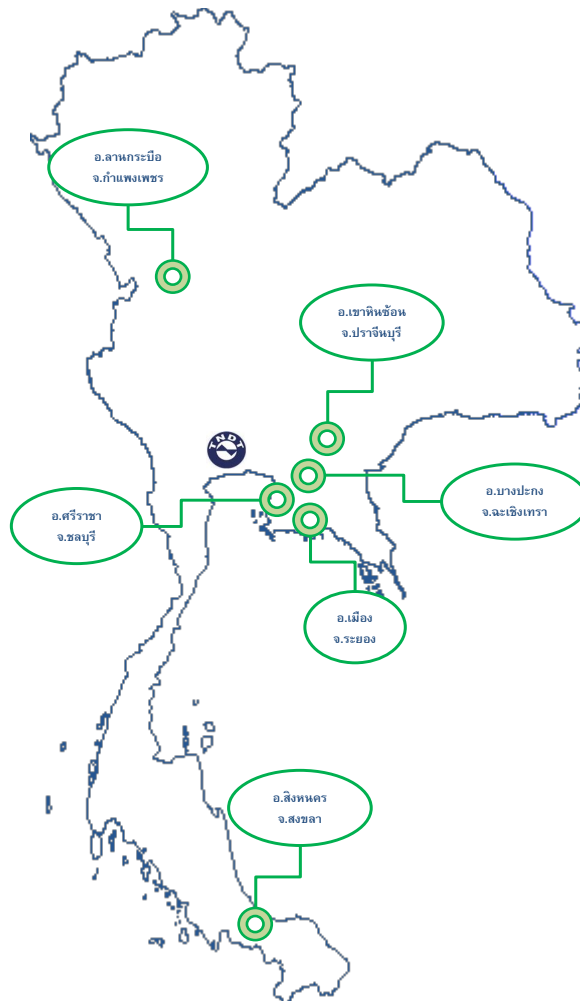 อ.ลานกระบือ
จ.กำแพงเพชร
อ.เขาหินซ้อน
จ.ปราจีนบุรี
TNDT
อ.บางปะกง
จ.ฉะเชิงเทรา
อ.ศรีราชา
จ.ชลบุรี
อ.เมือง
จ.ระยอง
อ.สิงหนคร
จ.สงขลา